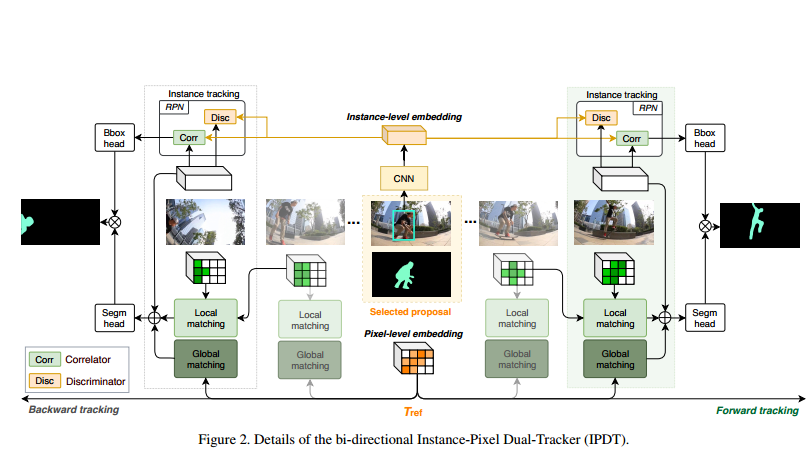 Instance tracking
RPN
Disc
Corr
Bbox
head
Instance-level embedding
CNN
Instance tracking
RPN
Disc
Corr
Bbox
head
...
...
Selected proposal
Segm
head
Local
matching
Global
matching
Local
matching
Global
matching
Pixel-level embedding
Local
matching
Global
matching
Local
matching
Global
matching
Segm
head
Corr Correlator
Disc Discriminator
Backward tracking
Tref
Forward tracking
Figure 2. Details of the bi-directional Instance-Pixel Dual-Tracker (IPDT).